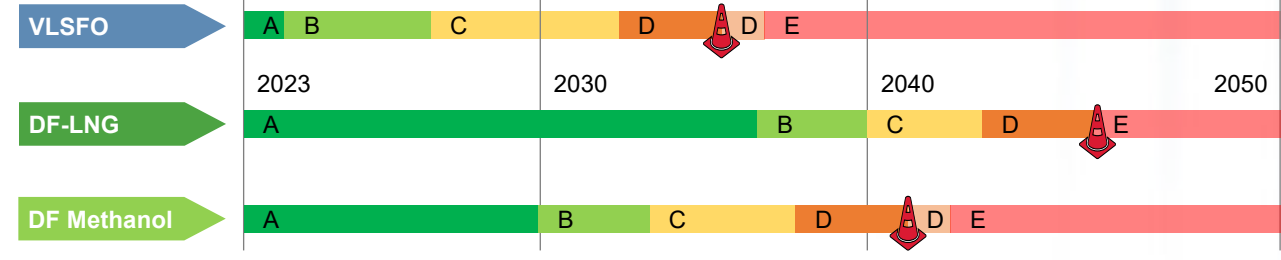 VLSFO A B C D D E
2023 2030 2040 2050
DF-LNG A B C D E
DF Methanol A B C D D E